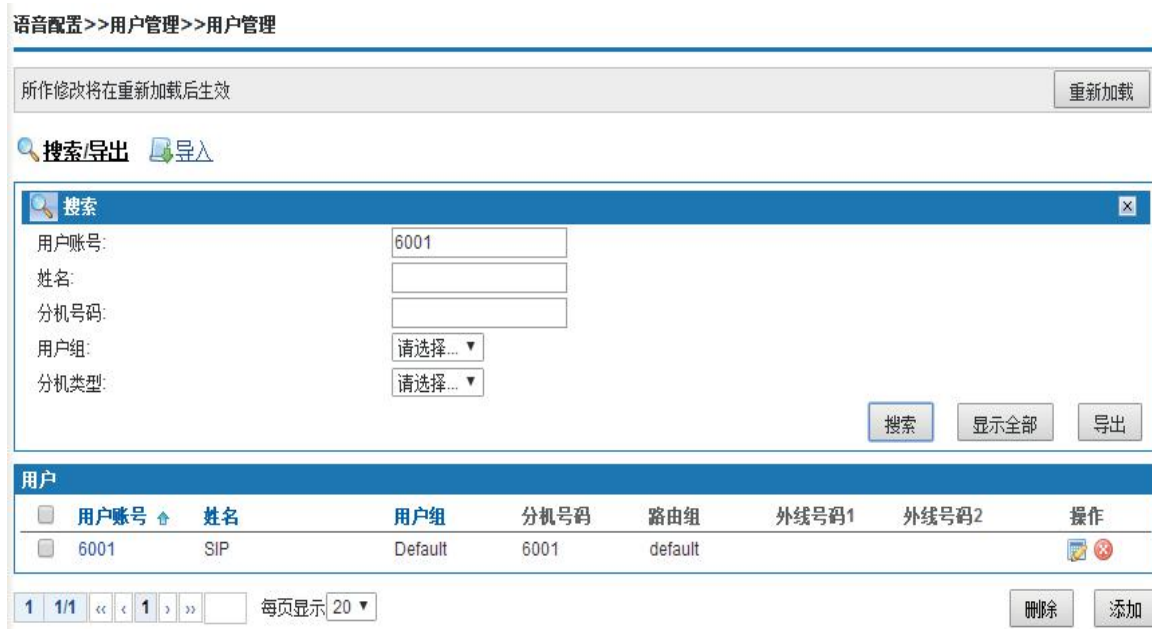 语音配置>>用户管理>>用户管理
所作修改将在重新加载后生效 重新加载
搜索/导出 导入
搜索
用户账号: 6001
姓名:
分机号码:
用户组: 请选择...
分机类型: 请选择...
搜索 显示全部 导出
用户
用户账号 姓名 用户组 分机号码 路由组 外线号码1 外线号码2 操作
6001 SIP Default 6001 default
1 1/1 « ‹ 1 › » 每页显示 20 删除 添加